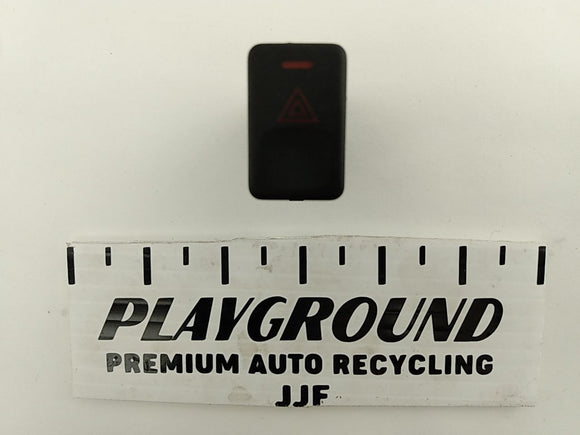 PLAYGROUND
PREMIUM AUTO RECYCLING
JJF